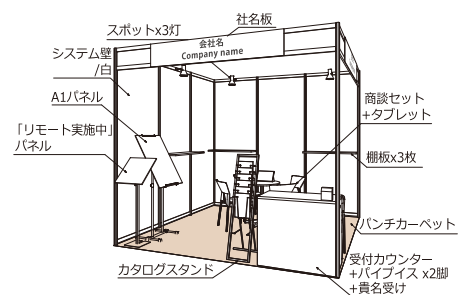 スポットx3灯
社名板
会社名
Company name
システム壁
/白
A1パネル
「リモート実施中」
パネル
商談セット
+タブレット
棚板x3枚
パンチカーペット
カタログスタンド
受付カウンター
+パイプイス x2脚
+貴名受け